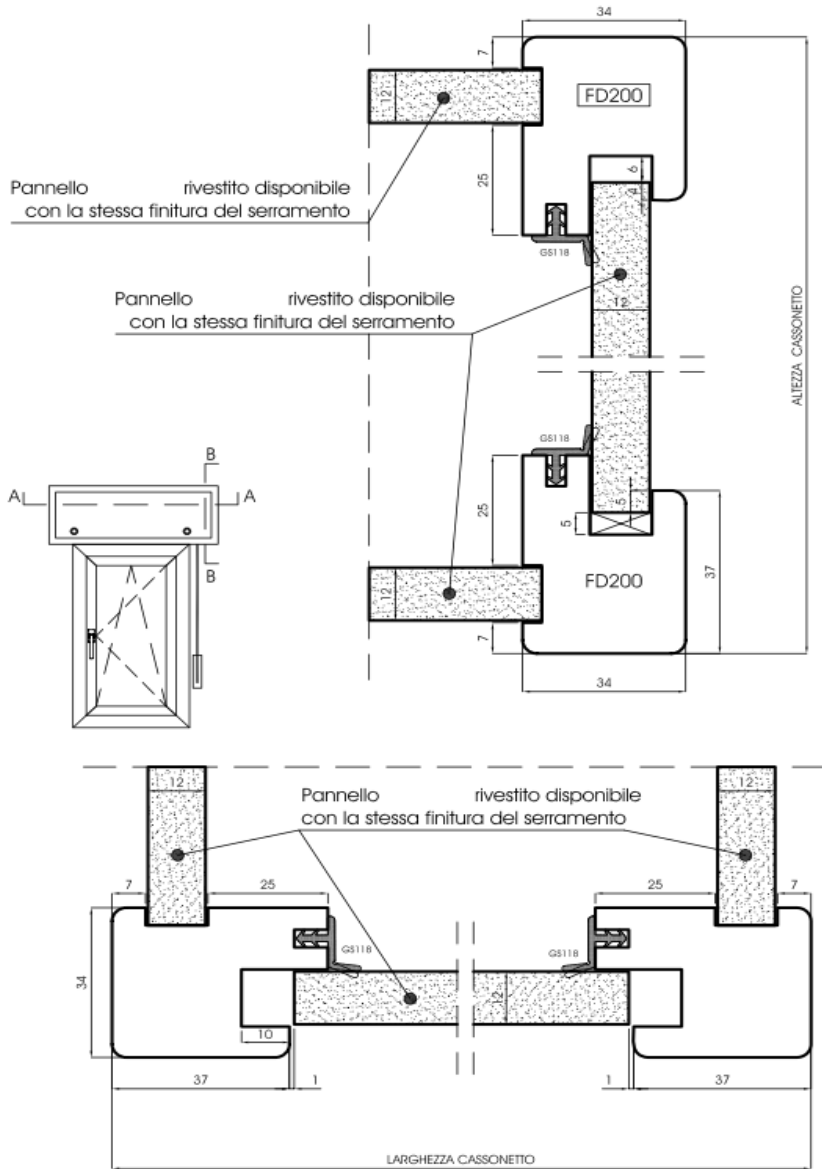 34
7
12
FD200
25
6
4
Pannello rivestito disponibile
con la stessa finitura del serramento
GS118
Pannello rivestito disponibile
con la stessa finitura del serramento
12
ALTEZZA CASSONETTO
GS118
B
A A
B
25
5
5
37
FD200
12
7
34
12
12
Pannello rivestito disponibile
con la stessa finitura del serramento
7
25
25
7
GS118
GS118
34
12
10
37
1
1
37
LARGHEZZA CASSONETTO